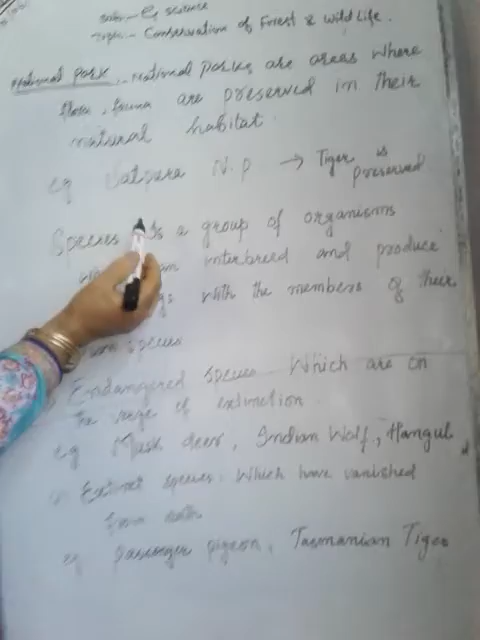 Sub:- G. Science
Topic - Conservation of Forest & Wild Life.
National Park - National Parks are areas where
flora, fauna are preserved in their
natural habitat.
eg Satpura N.P. → Tiger is preserved
Species is a group of organisms
interbreed and produce
with the members of their
own species
Endangered species Which are on
the verge of extinction
eg Musk deer, Indian Wolf, Hangul
Extinct species. Which have vanished
from earth
eg passenger pigeon, Tasmanian Tiger